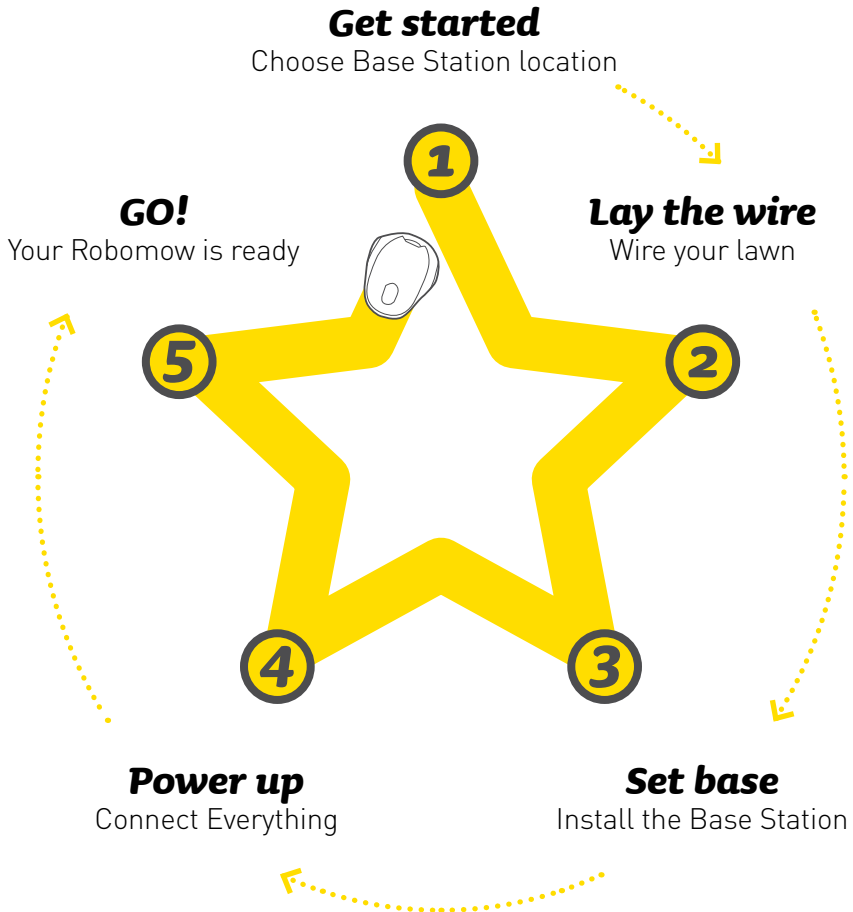 Get started
Choose Base Station location
1
Lay the wire
Wire your lawn
2
Set base
Install the Base Station
3
Power up
Connect Everything
4
GO!
Your Robomow is ready
5